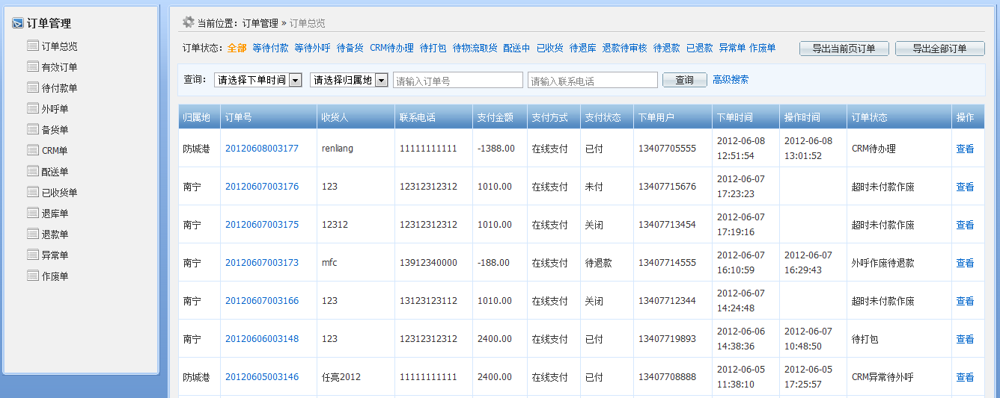 订单管理
订单总览
有效订单
待付款单
外呼单
备货单
CRM单
配送单
已收货单
退库单
退款单
异常单
作废单
当前位置：订单管理 » 订单总览
订单状态：全部 等待付款 等待外呼 待备货 CRM待办理 待打包 待物流取货 配送中 已收货 待退库 退款待审核 待退款 已退款 异常单 作废单 导出当前页订单 导出全部订单
查询： 请选择下单时间 请选择归属地 请输入订单号 请输入联系电话 查询 高级搜索
归属地 订单号 收货人 联系电话 支付金额 支付方式 支付状态 下单用户 下单时间 操作时间 订单状态 操作
防城港 20120608003177 renliang 11111111111 -1388.00 在线支付 已付 13407705555 2012-06-08 12:51:54 2012-06-08 13:01:52 CRM待办理 查看
南宁 20120607003176 123 12312312312 1010.00 在线支付 未付 13407715676 2012-06-07 17:23:23 超时未付款作废 查看
南宁 20120607003175 12312 12312312312 1010.00 在线支付 关闭 13407713454 2012-06-07 17:19:16 超时未付款作废 查看
南宁 20120607003173 mfc 13912340000 -188.00 在线支付 待退款 13407714555 2012-06-07 16:10:59 2012-06-07 16:29:43 外呼作废待退款 查看
南宁 20120607003166 123 13123123112 1010.00 在线支付 关闭 13407712344 2012-06-07 14:24:48 超时未付款作废 查看
南宁 20120606003148 123 12312312312 2400.00 在线支付 已付 13407719893 2012-06-06 14:38:36 2012-06-07 10:48:50 待打包 查看
防城港 20120605003146 任亮2012 11111111111 2400.00 在线支付 已付 13407708888 2012-06-05 11:38:10 2012-06-05 17:25:57 CRM异常待外呼 查看